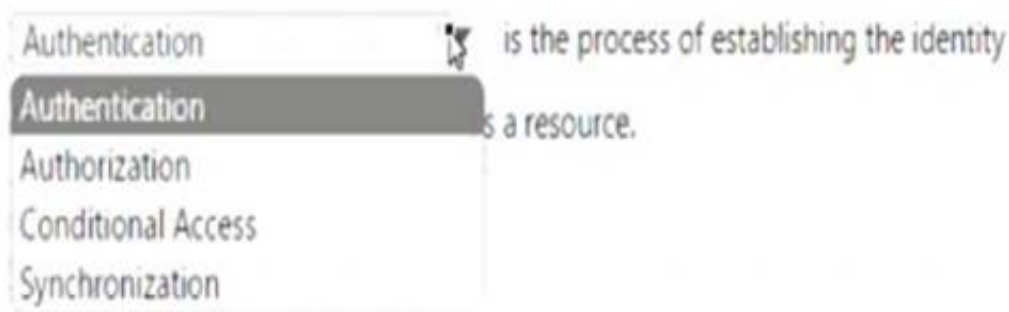 Authentication is the process of establishing the identity
Authentication
s a resource.
Authorization
Conditional Access
Synchronization